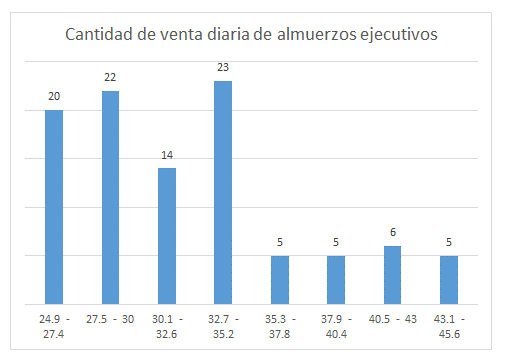 Cantidad de venta diaria de almuerzos ejecutivos
20
22
14
23
5
5
6
5
24.9 - 27.4
27.5 - 30
30.1 - 32.6
32.7 - 35.2
35.3 - 37.8
37.9 - 40.4
40.5 - 43
43.1 - 45.6